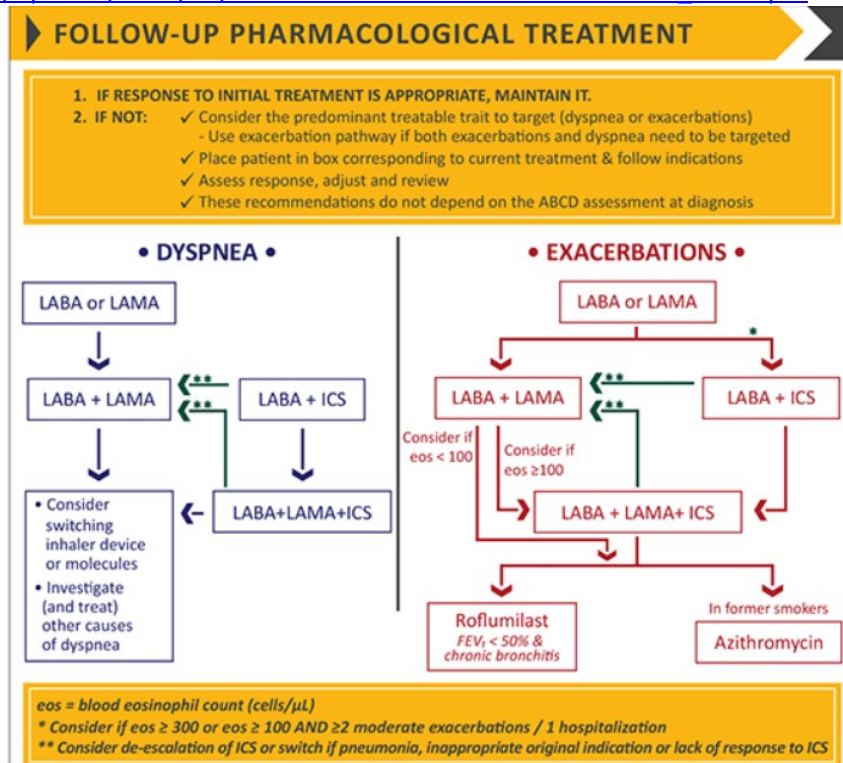 FOLLOW-UP PHARMACOLOGICAL TREATMENT
1. IF RESPONSE TO INITIAL TREATMENT IS APPROPRIATE, MAINTAIN IT.
2. IF NOT: ✓ Consider the predominant treatable trait to target (dyspnea or exacerbations)
- Use exacerbation pathway if both exacerbations and dyspnea need to be targeted
✓ Place patient in box corresponding to current treatment & follow indications
✓ Assess response, adjust and review
✓ These recommendations do not depend on the ABCD assessment at diagnosis
• DYSPNEA •
LABA or LAMA
LABA + LAMA
**
**
LABA + ICS
LABA+LAMA+ICS
• Consider
switching
inhaler device
or molecules
• Investigate
(and treat)
other causes
of dyspnea
• EXACERBATIONS •
LABA or LAMA
*
LABA + LAMA
**
**
LABA + ICS
Consider if
eos < 100
Consider if
eos ≥100
LABA + LAMA+ ICS
Roflumilast
FEV₁ < 50% &
chronic bronchitis
In former smokers
Azithromycin
eos = blood eosinophil count (cells/µL)
* Consider if eos ≥ 300 or eos ≥ 100 AND ≥2 moderate exacerbations / 1 hospitalization
** Consider de-escalation of ICS or switch if pneumonia, inappropriate original indication or lack of response to ICS